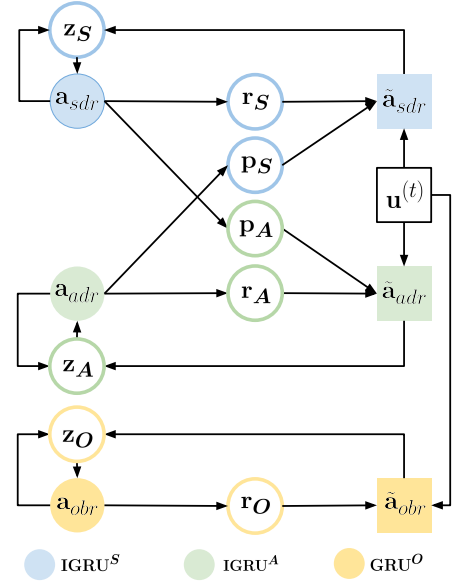 z_S
a_sdr r_S ã_sdr
p_S
u^(t)
p_A
a_adr r_A ã_adr
z_A
z_O
a_obr r_O ã_obr
IGRU^S IGRU^A GRU^O